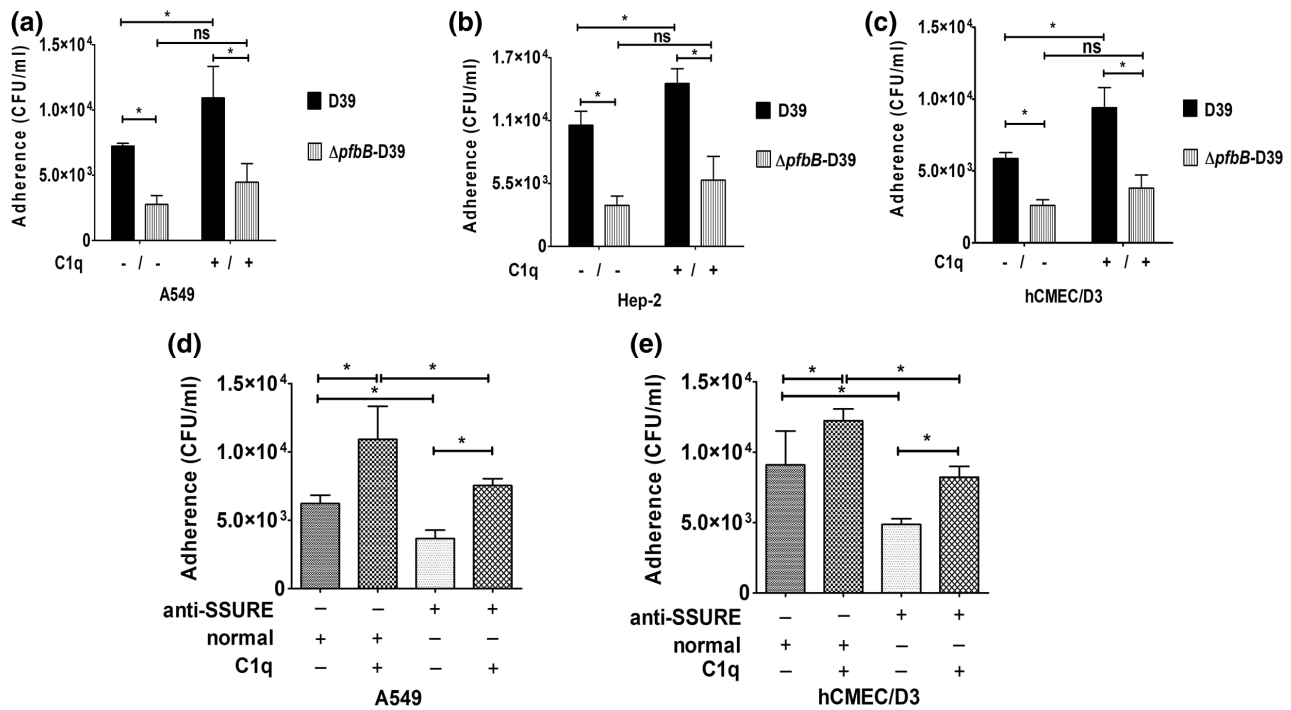 (a)
Adherence (CFU/ml)
1.5×10⁴
1.0×10⁴
5.0×10³
0
*
ns
*
*
D39
ΔpfbB-D39
C1q - / - + / +
A549
(b)
Adherence (CFU/ml)
1.7×10⁴
1.1×10⁴
5.5×10³
0
*
ns
*
*
D39
ΔpfbB-D39
C1q - / - + / +
Hep-2
(c)
Adherence (CFU/ml)
1.5×10⁴
1.0×10⁴
5.0×10³
0
*
ns
*
*
D39
ΔpfbB-D39
C1q - / - + / +
hCMEC/D3
(d)
Adherence (CFU/ml)
1.5×10⁴
1.0×10⁴
5.0×10³
0
* *
*
*
anti-SSURE – – + +
normal + + – –
C1q – + – +
A549
(e)
Adherence (CFU/ml)
1.5×10⁴
1.0×10⁴
5.0×10³
0
* *
*
*
anti-SSURE – – + +
normal + + – –
C1q – + – +
hCMEC/D3